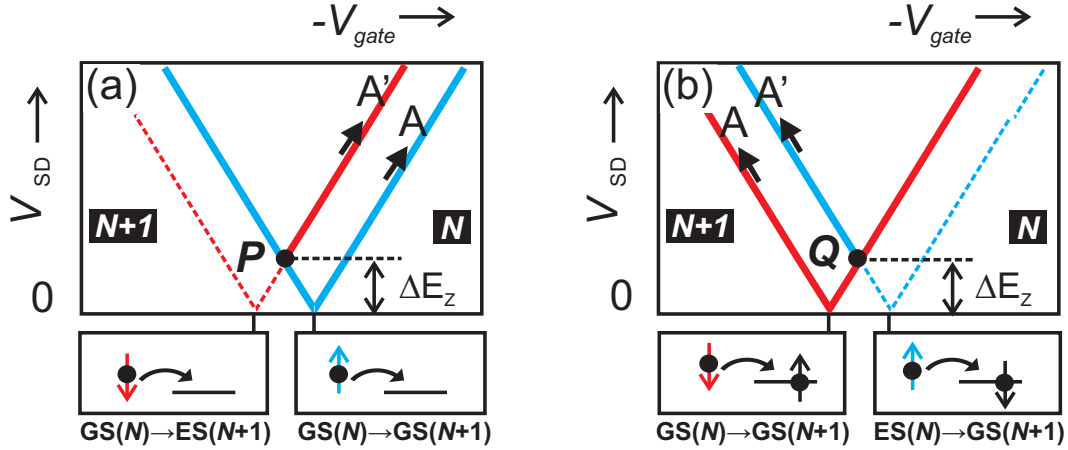 -V_gate
-V_gate
(a)
A'
A
V_SD
N+1
N
P
ΔE_Z
0
GS(N)→ES(N+1)
GS(N)→GS(N+1)
(b)
A
A'
V_SD
N+1
N
Q
ΔE_Z
0
GS(N)→GS(N+1)
ES(N)→GS(N+1)